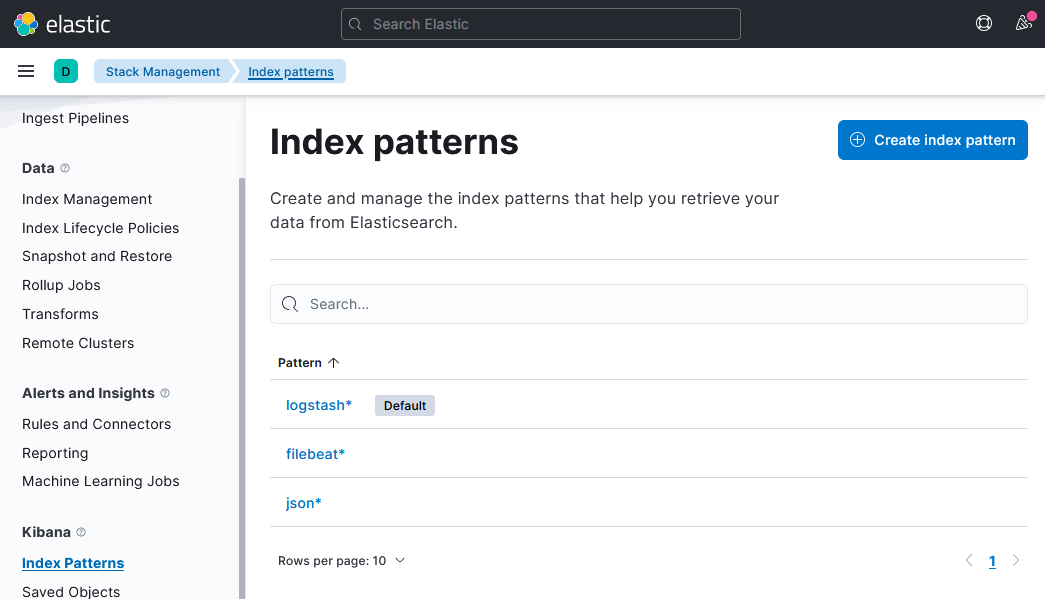 elastic
Search Elastic
D
Stack Management
Index patterns
Ingest Pipelines
Data
Index Management
Index Lifecycle Policies
Snapshot and Restore
Rollup Jobs
Transforms
Remote Clusters
Alerts and Insights
Rules and Connectors
Reporting
Machine Learning Jobs
Kibana
Index Patterns
Saved Objects
Index patterns
Create index pattern
Create and manage the index patterns that help you retrieve your
data from Elasticsearch.
Search...
Pattern
logstash* Default
filebeat*
json*
Rows per page: 10
1